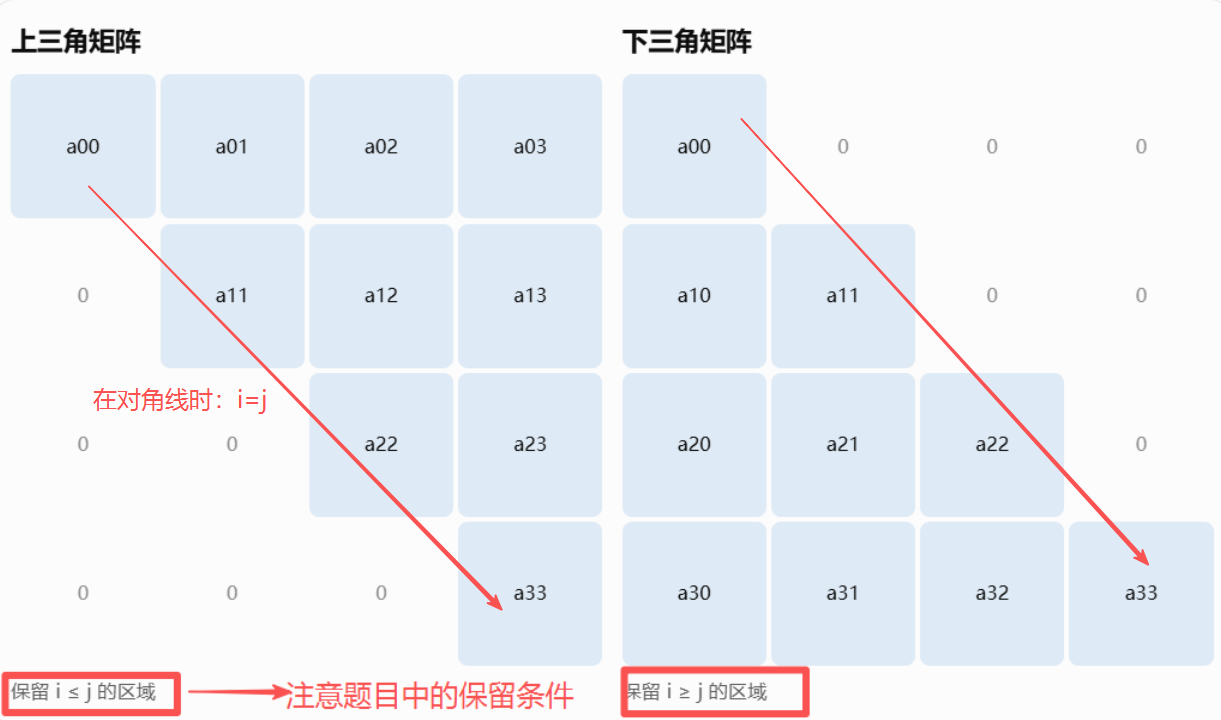 上三角矩阵
a00 a01 a02 a03
0 a11 a12 a13
在对角线时：i=j
0 0 a22 a23
0 0 0 a33
保留 i ≤ j 的区域
注意题目中的保留条件
下三角矩阵
a00 0 0 0
a10 a11 0 0
a20 a21 a22 0
a30 a31 a32 a33
保留 i ≥ j 的区域